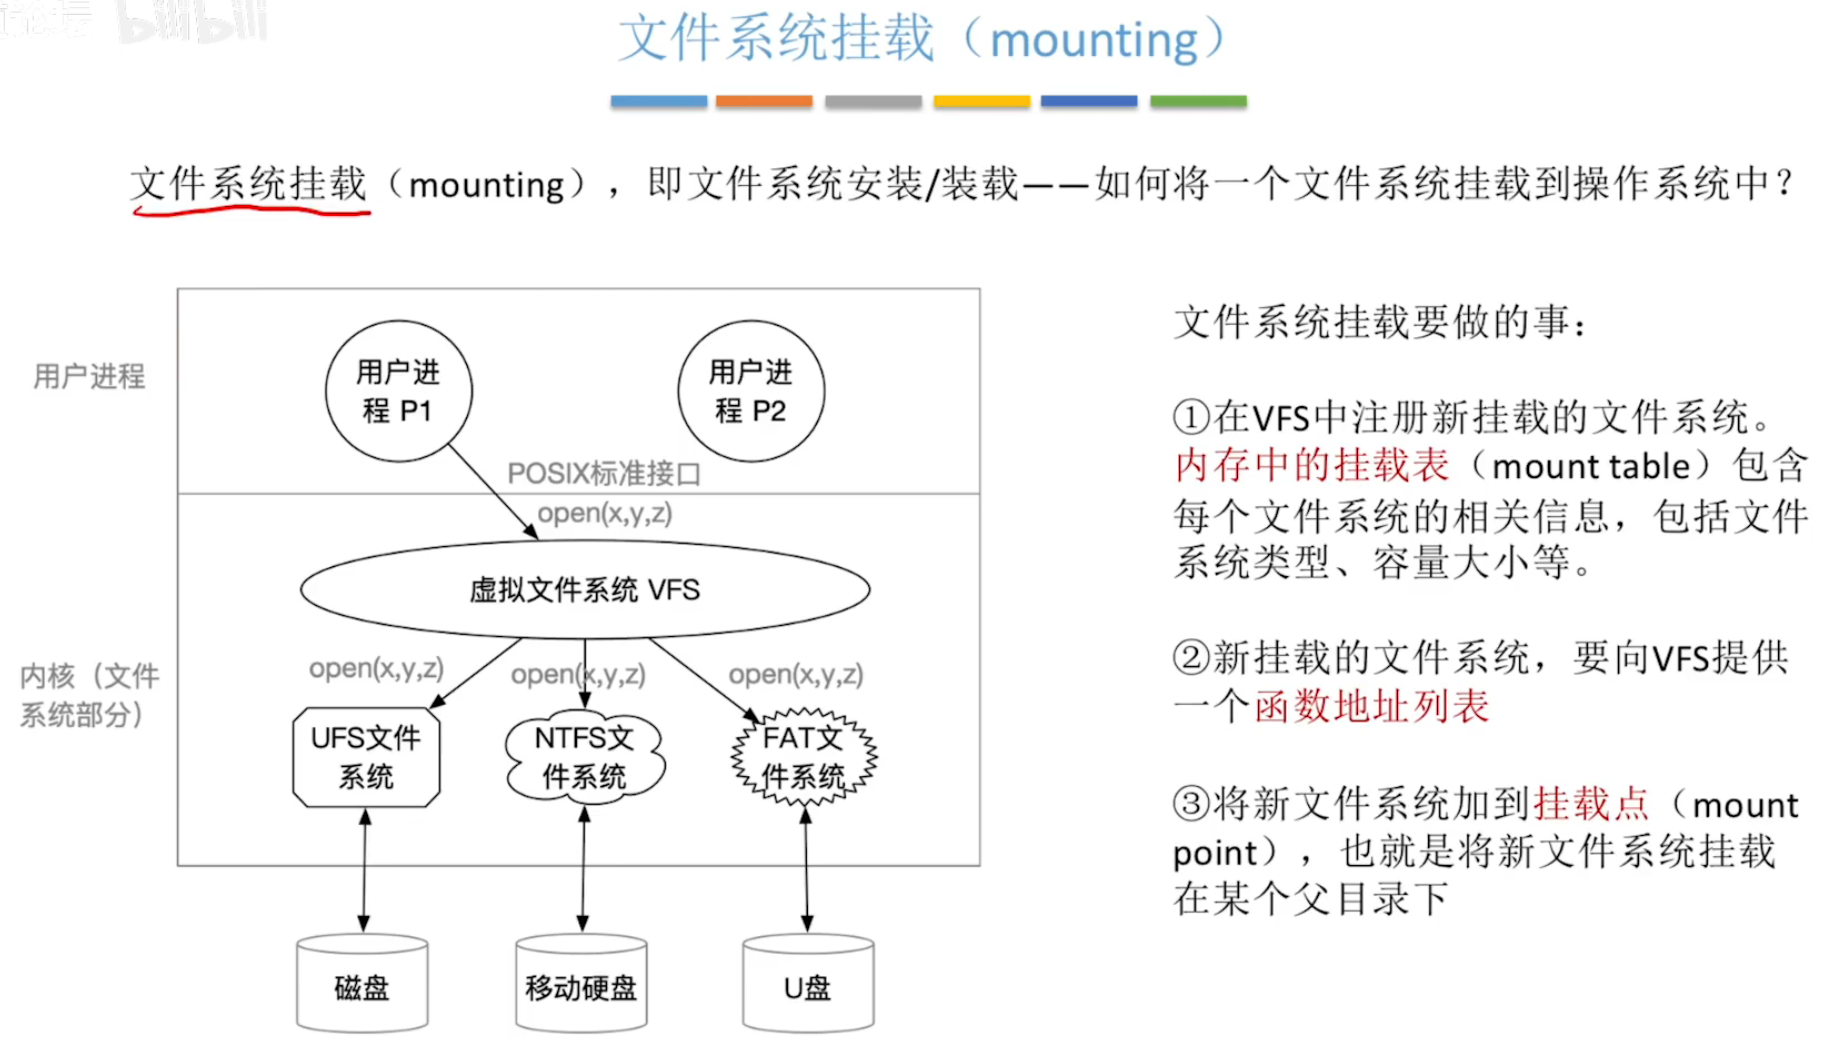 bilibili
文件系统挂载（mounting）
文件系统挂载（mounting），即文件系统安装/装载——如何将一个文件系统挂载到操作系统中？
用户进程
用户进
程 P1
用户进
程 P2
POSIX标准接口
open(x,y,z)
虚拟文件系统 VFS
内核（文件
系统部分）
open(x,y,z)
open(x,y,z)
open(x,y,z)
UFS文件
系统
NTFS文
件系统
FAT文
件系统
磁盘
移动硬盘
U盘
文件系统挂载要做的事：
①在VFS中注册新挂载的文件系统。
内存中的挂载表（mount table）包含
每个文件系统的相关信息，包括文件
系统类型、容量大小等。
②新挂载的文件系统，要向VFS提供
一个函数地址列表
③将新文件系统加到挂载点（mount
point），也就是将新文件系统挂载
在某个父目录下